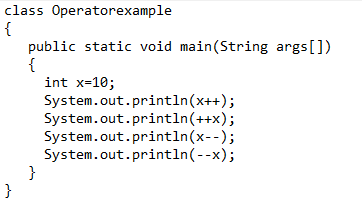 class Operatorexample
{
public static void main(String args[])
{
int x=10;
System.out.println(x++);
System.out.println(++x);
System.out.println(x--);
System.out.println(--x);
}
}